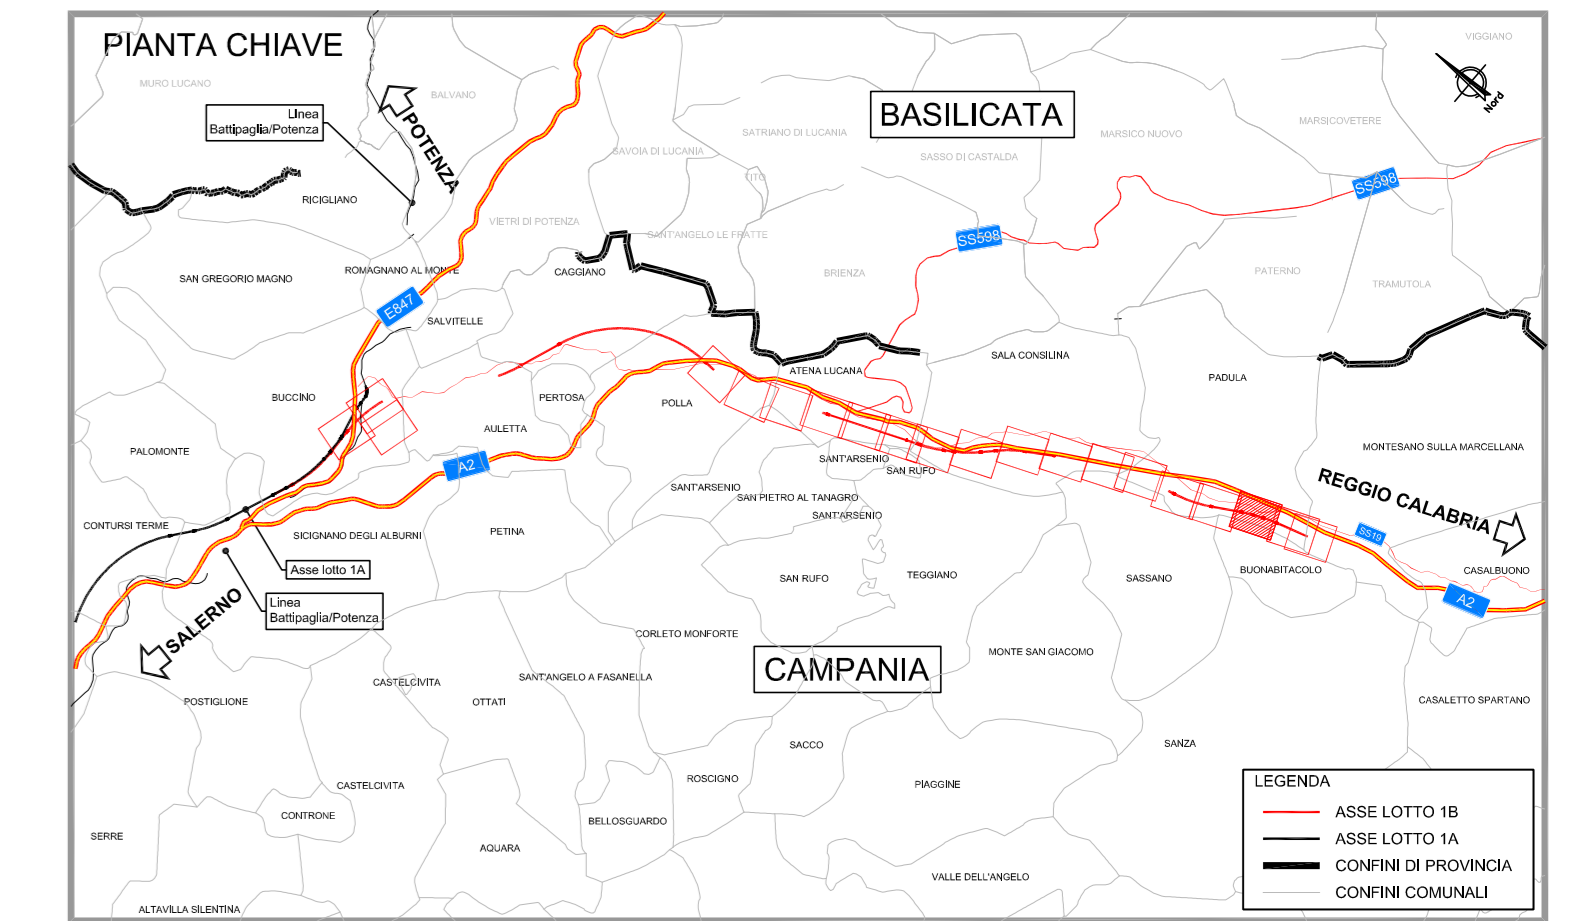 PIANTA CHIAVE
VIGGIANO
MURO LUCANO
BALVANO
Nord
Linea
Battipaglia/Potenza
BASILICATA
POTENZA
SATRIANO DI LUCANIA
MARSICO NUOVO
MARSICOVETERE
SAVOIA DI LUCANIA
SASSO DI CASTALDA
TITO
SS598
RICIGLIANO
VIETRI DI POTENZA
SANT'ANGELO LE FRATTE
SS598
SAN GREGORIO MAGNO
ROMAGNANO AL MONTE
CAGGIANO
BRIENZA
PATERNO
TRAMUTOLA
E847
SALVITELLE
SALA CONSILINA
ATENA LUCANA
PADULA
BUCCINO
PERTOSA
POLLA
AULETTA
PALOMONTE
MONTESANO SULLA MARCELLANA
A2
SANT'ARSENIO
SAN RUFO
SANT'ARSENIO
SAN PIETRO AL TANAGRO
SANT'ARSENIO
REGGIO CALABRIA
CONTURSI TERME
SICIGNANO DEGLI ALBURNI
PETINA
SS19
Asse lotto 1A
SAN RUFO
TEGGIANO
SASSANO
BUONABITACOLO
CASALBUONO
A2
Linea
Battipaglia/Potenza
SALERNO
CORLETO MONFORTE
MONTE SAN GIACOMO
CAMPANIA
CASTELCIVITA
SANT'ANGELO A FASANELLA
POSTIGLIONE
OTTATI
CASALETTO SPARTANO
SACCO
SANZA
ROSCIGNO
PIAGGINE
CASTELCIVITA
CONTRONE
BELLOSGUARDO
SERRE
AQUARA
VALLE DELL'ANGELO
ALTAVILLA SILENTINA
LEGENDA
ASSE LOTTO 1B
ASSE LOTTO 1A
CONFINI DI PROVINCIA
CONFINI COMUNALI